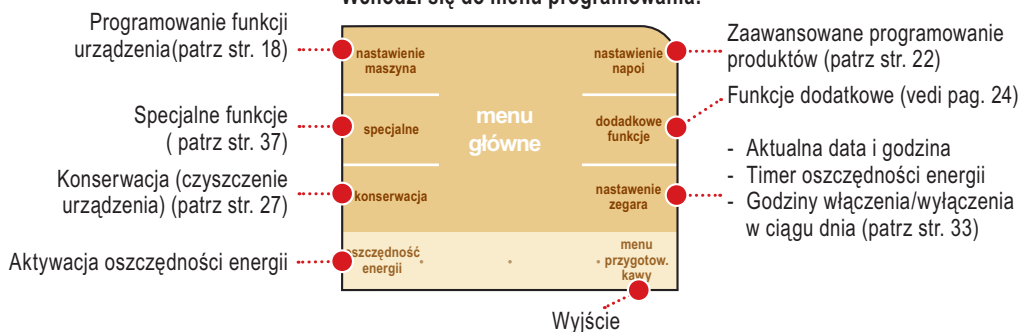 Wchodzi się do menu programowania.
Programowanie funkcji
urządzenia(patrz str. 18)
Specjalne funkcje
( patrz str. 37)
Konserwacja (czyszczenie
urządzenia) (patrz str. 27)
Aktywacja oszczędności energii
nastawienie
maszyna
specjalne
konserwacja
oszczędność
energii
menu
główne
nastawienie
napoi
dodadkowe
funkcje
nastawenie
zegara
menu
przygotow.
kawy
Zaawansowane programowanie
produktów (patrz str. 22)
Funkcje dodatkowe (vedi pag. 24)
- Aktualna data i godzina
- Timer oszczędności energii
- Godziny włączenia/wyłączenia
w ciągu dnia (patrz str. 33)
Wyjście